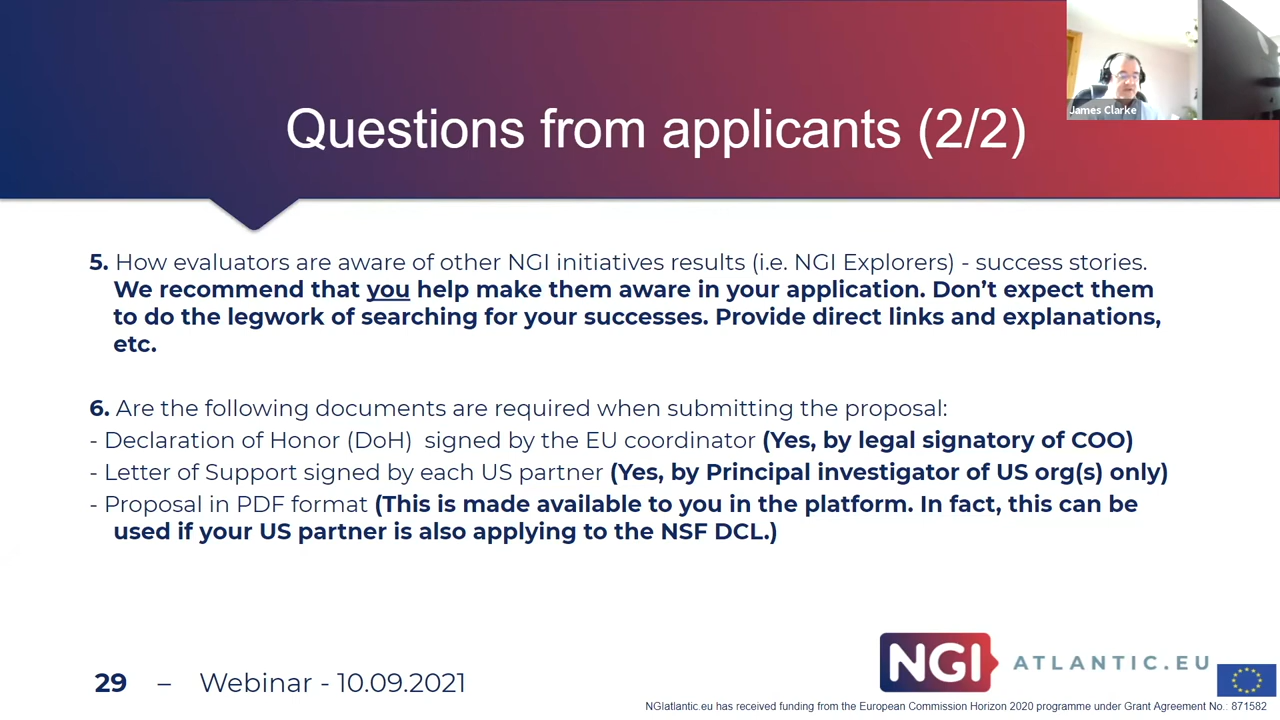 James Clarke
Questions from applicants (2/2)
5. How evaluators are aware of other NGI initiatives results (i.e. NGI Explorers) - success stories.
We recommend that you help make them aware in your application. Don’t expect them
to do the legwork of searching for your successes. Provide direct links and explanations,
etc.
6. Are the following documents are required when submitting the proposal:
- Declaration of Honor (DoH)  signed by the EU coordinator (Yes, by legal signatory of COO)
- Letter of Support signed by each US partner (Yes, by Principal investigator of US org(s) only)
- Proposal in PDF format (This is made available to you in the platform. In fact, this can be
used if your US partner is also applying to the NSF DCL.)
29 – Webinar - 10.09.2021
NGI ATLANTIC.EU
NGIatlantic.eu has received funding from the European Commission Horizon 2020 programme under Grant Agreement No.: 871582